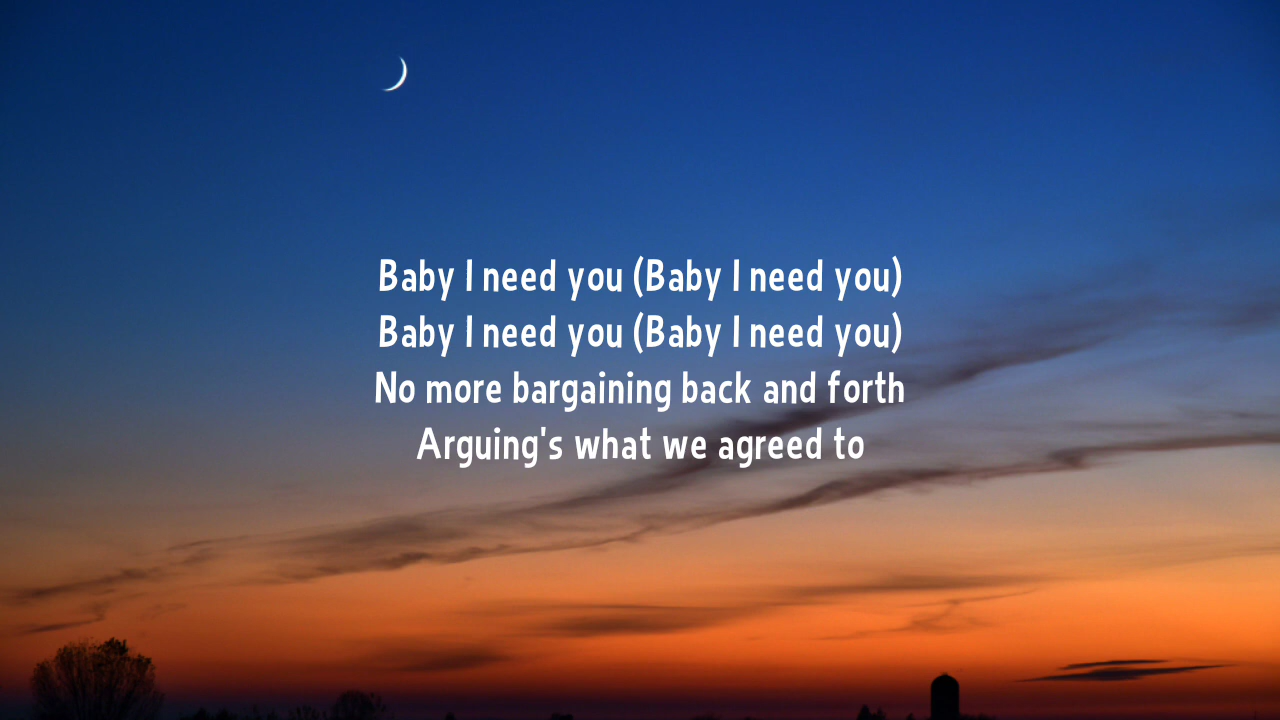 Baby I need you (Baby I need you)
Baby I need you (Baby I need you)
No more bargaining back and forth
Arguing's what we agreed to